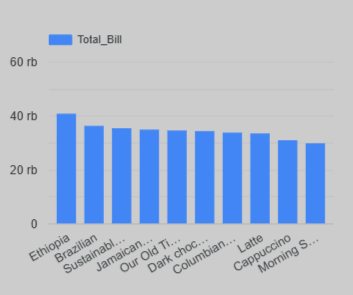 Total_Bill
60 rb
40 rb
20 rb
0
Ethiopia
Brazilian
Sustainabl...
Jamaican...
Our Old Ti...
Dark choc...
Columbian...
Latte
Cappuccino
Morning S...